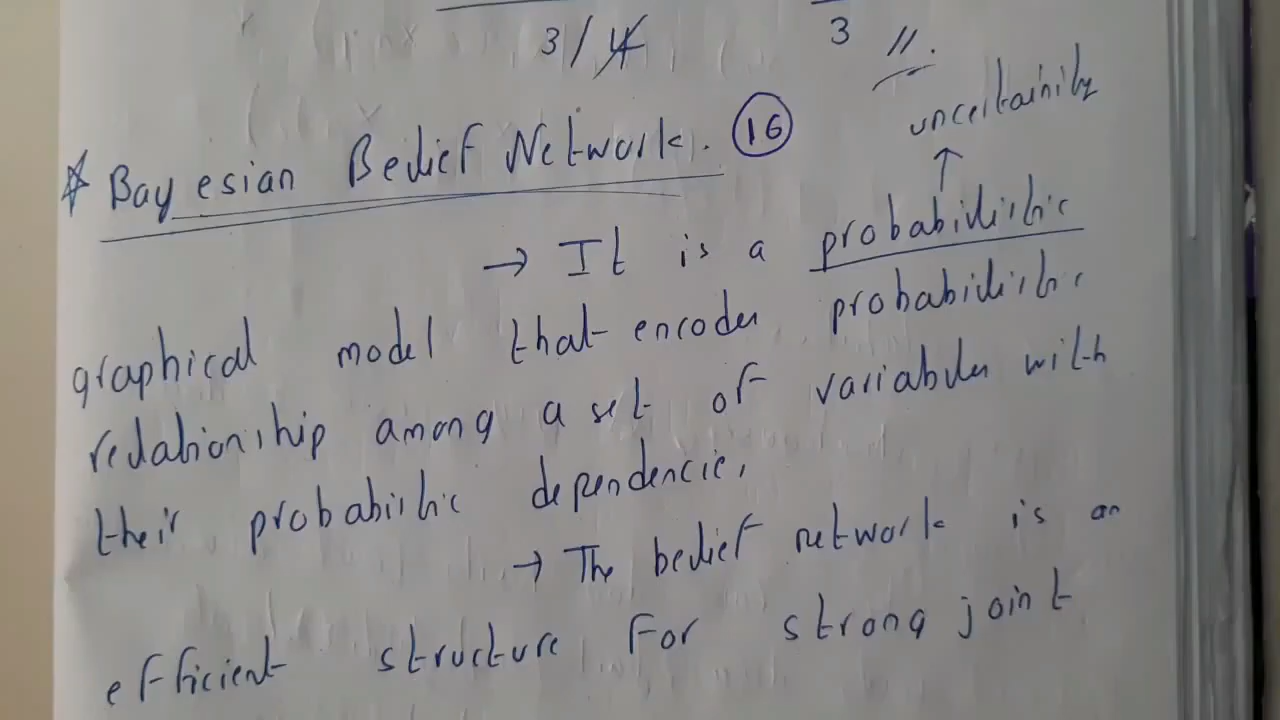 3/4 3 //.
uncertainity
↑
☆ Bayesian Belief Network. 16
→ It is a probabilistic
graphical model that encodes probabilistic
relationship among a set of variables with
their probabilistic dependencies.
→ The belief network is an
efficient structure for strong joint